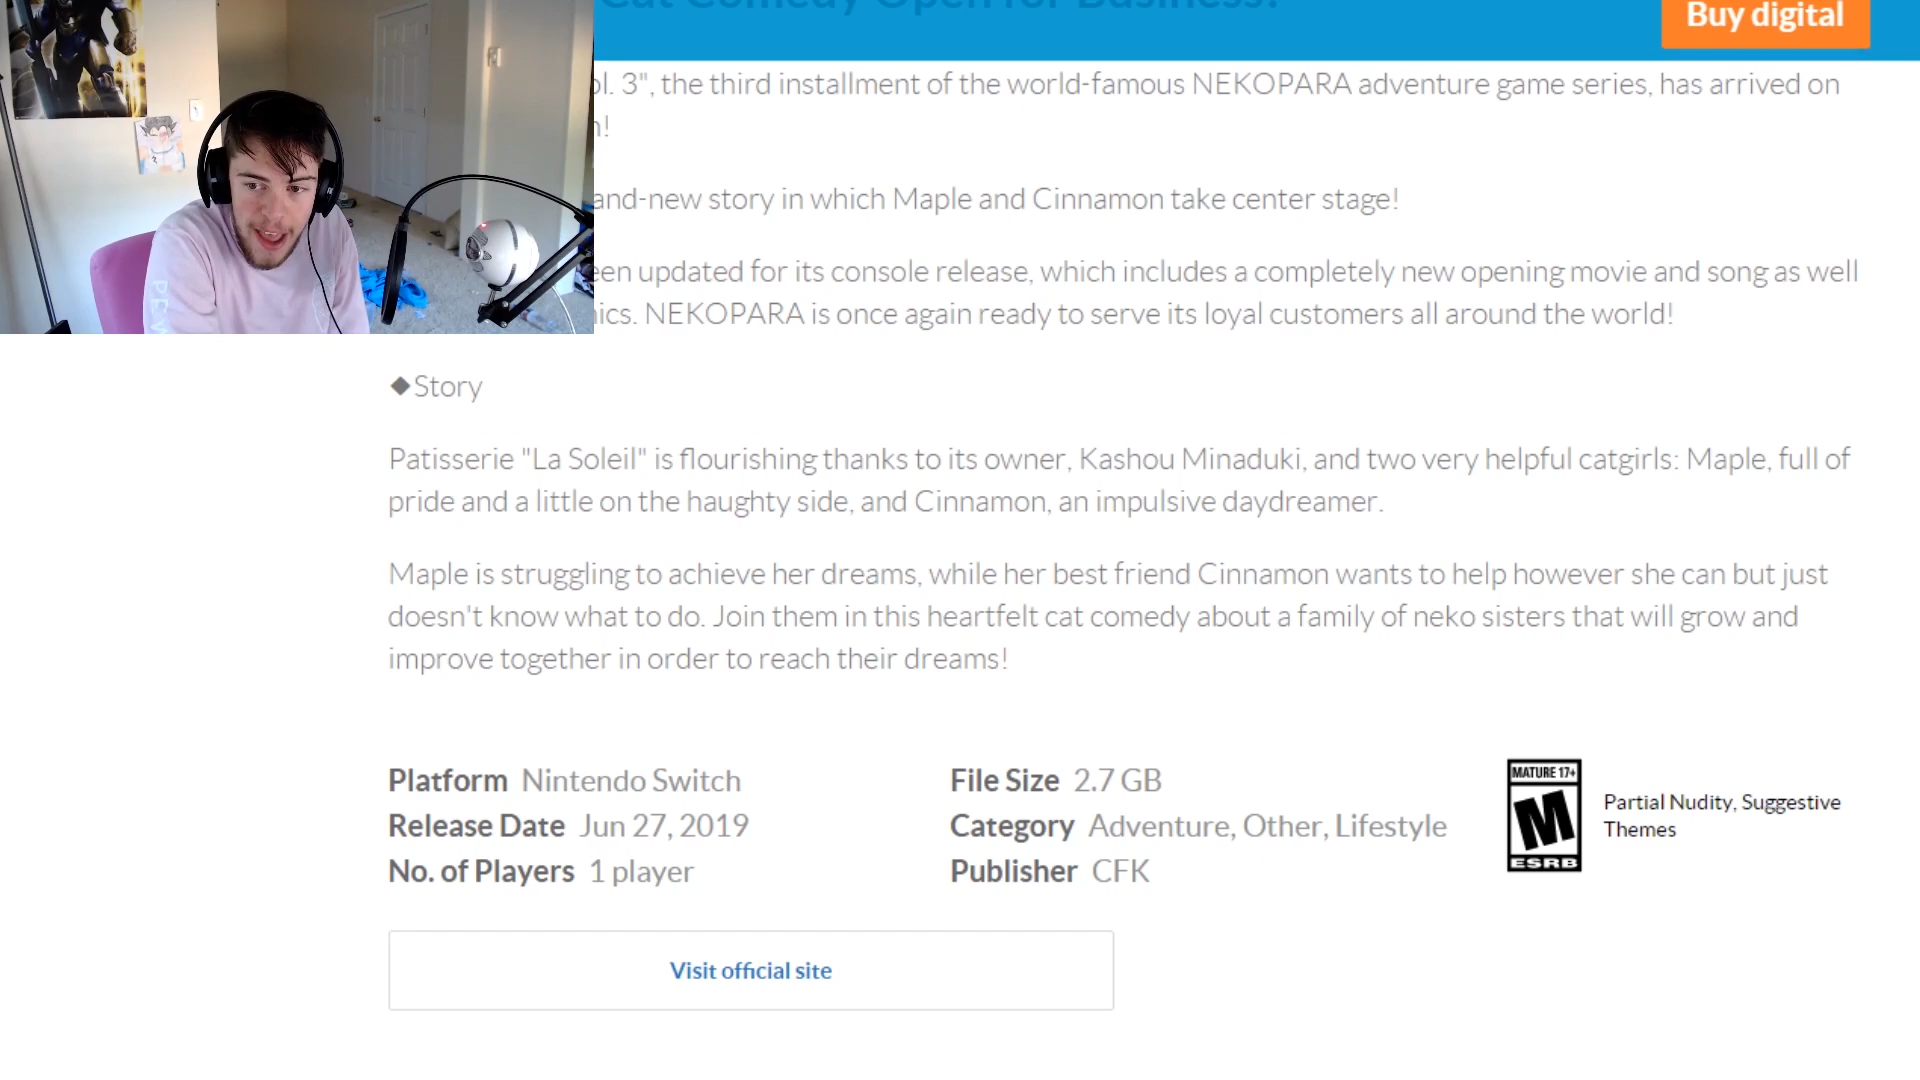 Cat Comedy Open for Business!
Buy digital
ol. 3", the third installment of the world-famous NEKOPARA adventure game series, has arrived on
h!
and-new story in which Maple and Cinnamon take center stage!
een updated for its console release, which includes a completely new opening movie and song as well
ics. NEKOPARA is once again ready to serve its loyal customers all around the world!
◆Story
Patisserie "La Soleil" is flourishing thanks to its owner, Kashou Minaduki, and two very helpful catgirls: Maple, full of
pride and a little on the haughty side, and Cinnamon, an impulsive daydreamer.
Maple is struggling to achieve her dreams, while her best friend Cinnamon wants to help however she can but just
doesn't know what to do. Join them in this heartfelt cat comedy about a family of neko sisters that will grow and
improve together in order to reach their dreams!
Platform Nintendo Switch
Release Date Jun 27, 2019
No. of Players 1 player
File Size 2.7 GB
Category Adventure, Other, Lifestyle
Publisher CFK
MATURE 17+
M
ESRB
Partial Nudity, Suggestive
Themes
Visit official site